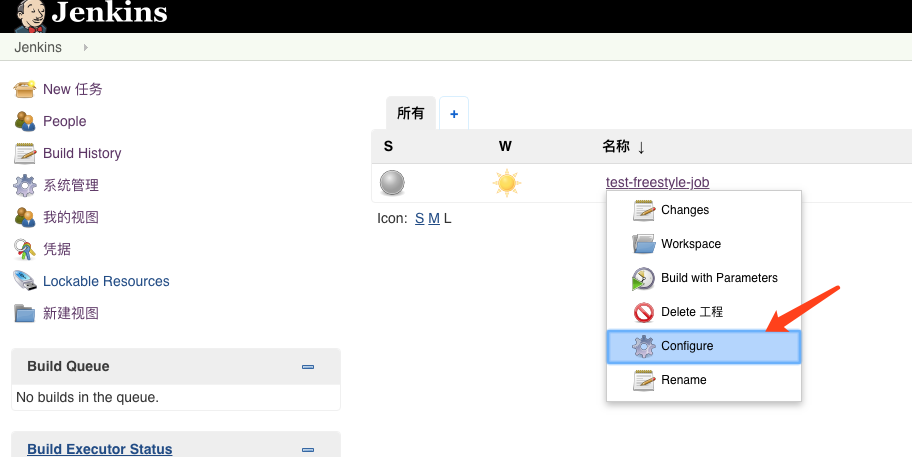 Jenkins
Jenkins
New 任务
People
Build History
系统管理
我的视图
凭据
Lockable Resources
新建视图
Build Queue
No builds in the queue.
Build Executor Status
所有 +
S W 名称 ↓
test-freestyle-job
Icon: S M L
Changes
Workspace
Build with Parameters
Delete 工程
Configure
Rename